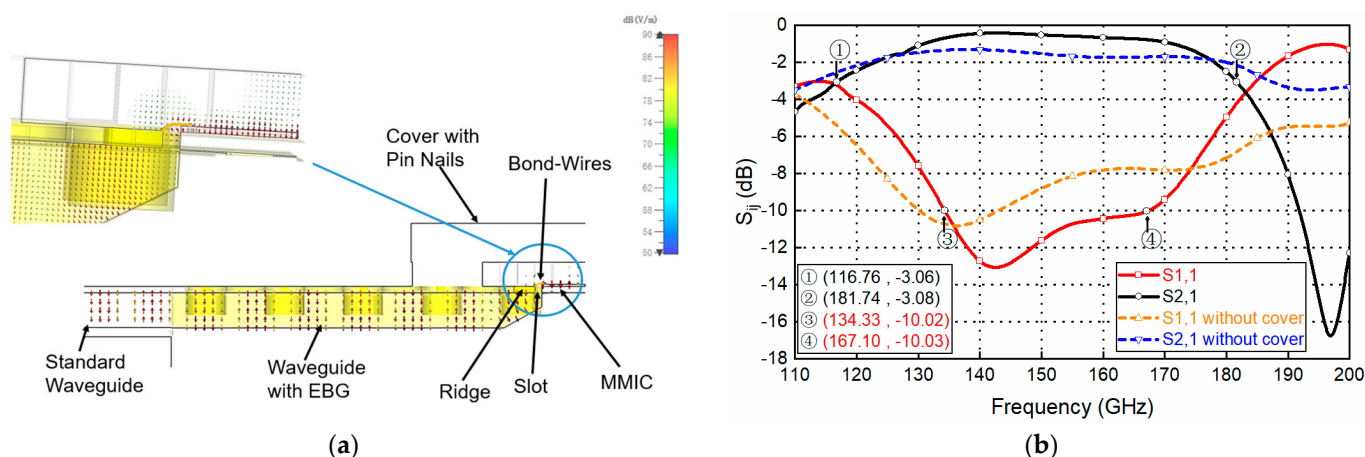 dB(V/m)
90
86
82
78
74
70
66
62
58
54
50
Cover with
Pin Nails
Bond-Wires
Standard
Waveguide
Waveguide
with EBG
Ridge
Slot
MMIC
(a)
0
-2
-4
-6
-8
-10
-12
-14
-16
-18
S_ij (dB)
① ②
③ ④
① (116.76 , -3.06)
② (181.74 , -3.08)
③ (134.33 , -10.02)
④ (167.10 , -10.03)
S1,1
S2,1
S1,1 without cover
S2,1 without cover
110 120 130 140 150 160 170 180 190 200
Frequency (GHz)
(b)